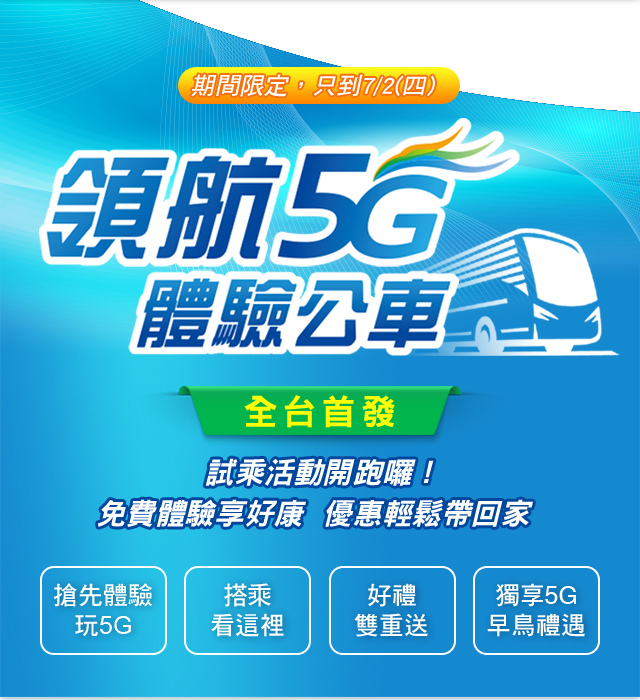 期間限定，只到7/2(四)
領航5G
體驗公車
全台首發
試乘活動開跑囉！
免費體驗享好康 優惠輕鬆帶回家
搶先體驗
玩5G
搭乘
看這裡
好禮
雙重送
獨享5G
早鳥禮遇